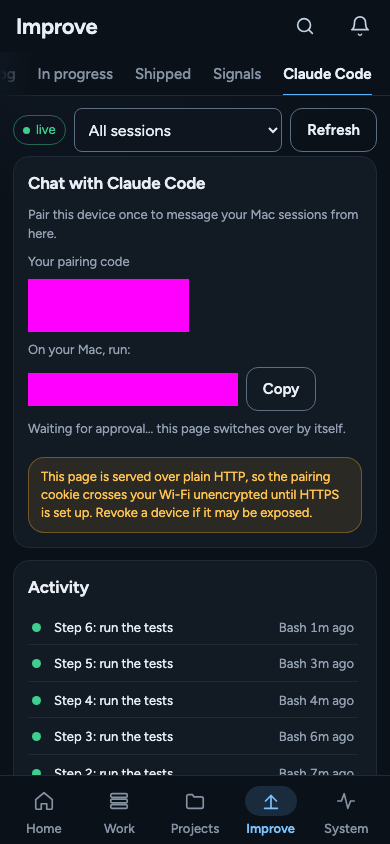 Improve
og In progress Shipped Signals Claude Code
live All sessions Refresh
Chat with Claude Code
Pair this device once to message your Mac sessions from
here.
Your pairing code
On your Mac, run:
Copy
Waiting for approval... this page switches over by itself.
This page is served over plain HTTP, so the pairing
cookie crosses your Wi-Fi unencrypted until HTTPS
is set up. Revoke a device if it may be exposed.
Activity
Step 6: run the tests Bash 1m ago
Step 5: run the tests Bash 3m ago
Step 4: run the tests Bash 4m ago
Step 3: run the tests Bash 6m ago
Step 2: run the tests Bash 7m ago
Home Work Projects Improve System